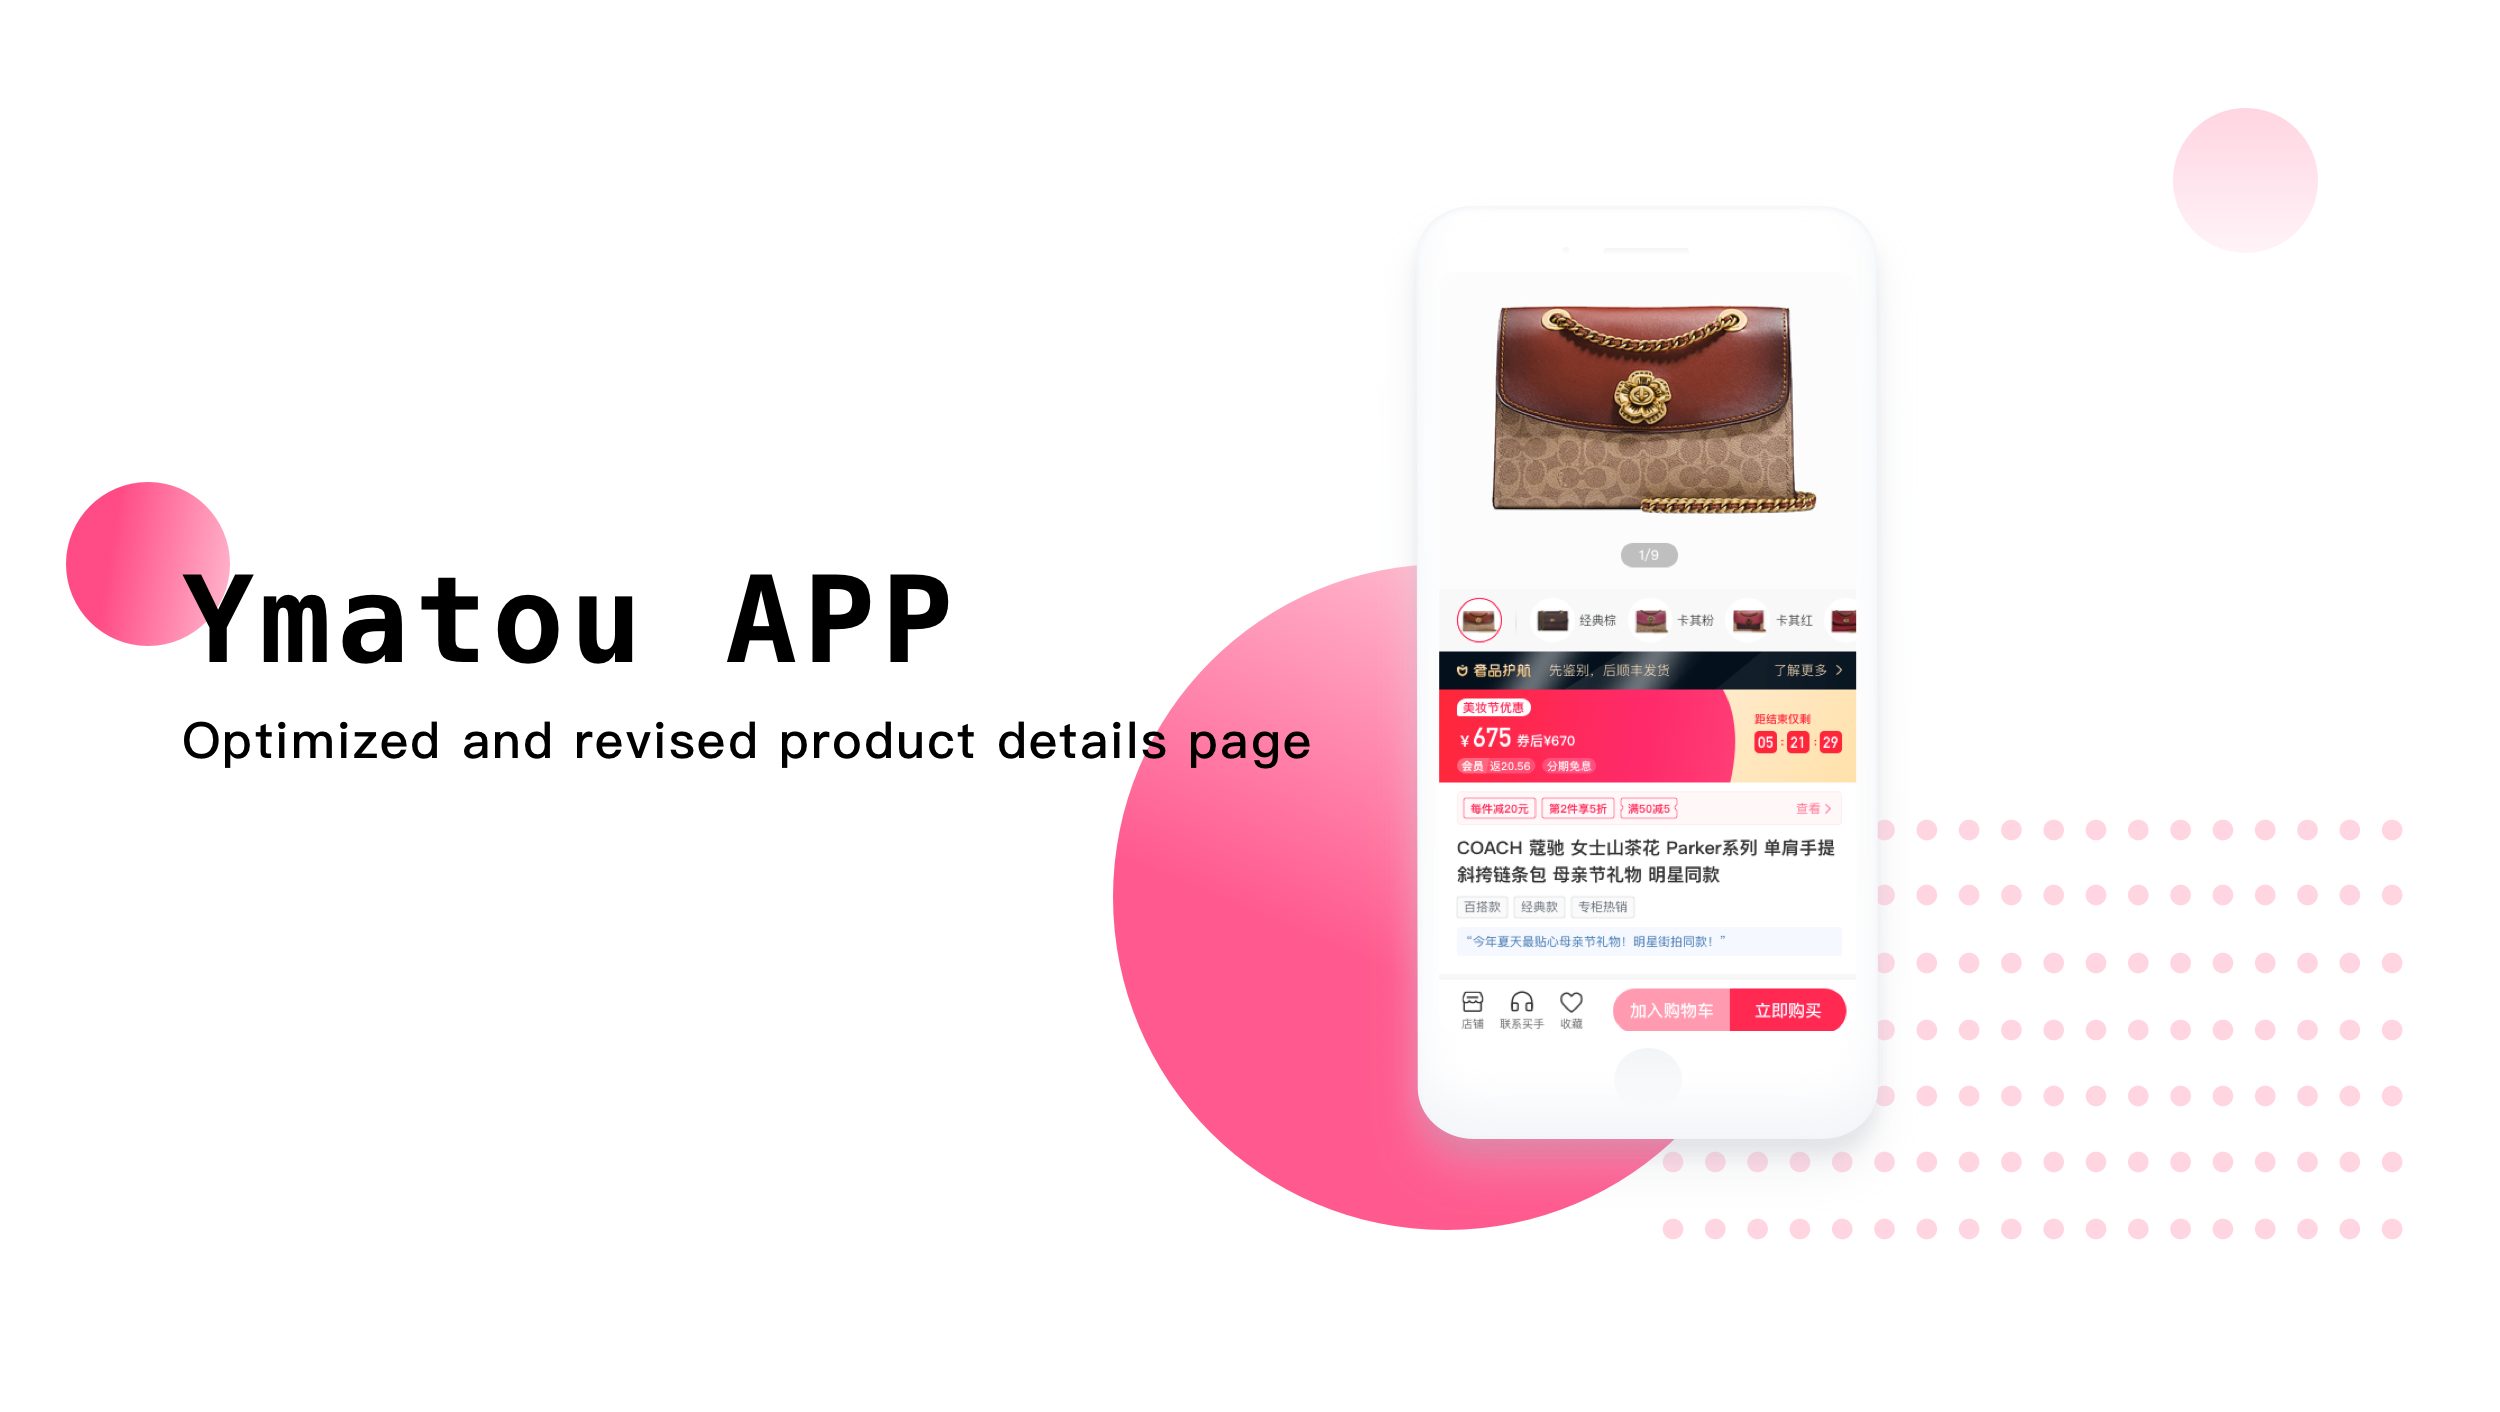 Ymatou APP
Optimized and revised product details page
1/9
经典棕
卡其粉
卡其红
奢品护航 先鉴别，后顺丰发货 了解更多
美妆节优惠
¥675 券后¥670
会员 返20.56 分期免息
距结束仅剩
05:21:29
每件减20元 第2件享5折 满50减5 查看
COACH 蔻驰 女士山茶花 Parker系列 单肩手提
斜挎链条包 母亲节礼物 明星同款
百搭款 经典款 专柜热销
“今年夏天最贴心母亲节礼物！明星街拍同款！”
店铺 联系买手 收藏 加入购物车 立即购买